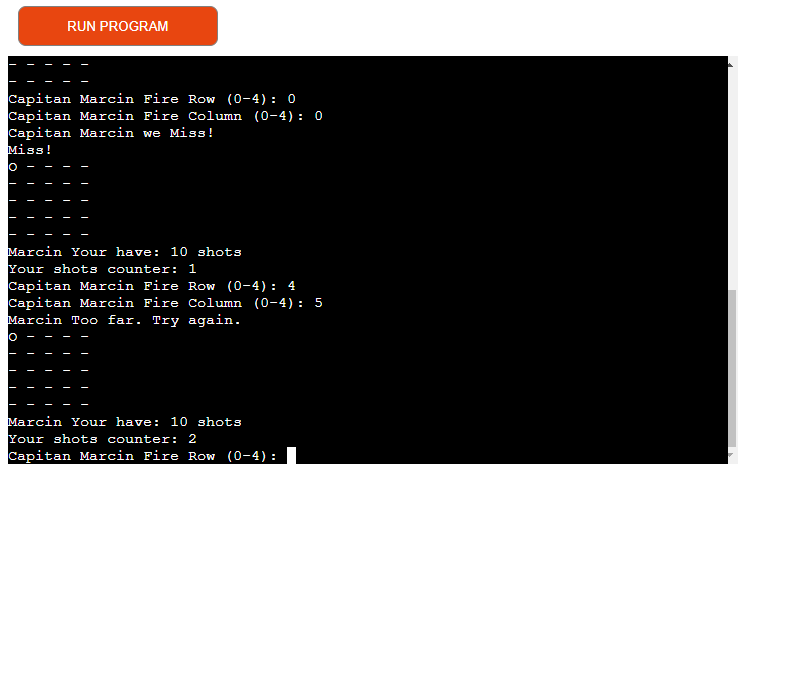 RUN PROGRAM
- - - - -
- - - - -
Capitan Marcin Fire Row (0-4): 0
Capitan Marcin Fire Column (0-4): 0
Capitan Marcin we Miss!
Miss!
O - - - -
- - - - -
- - - - -
- - - - -
- - - - -
Marcin Your have: 10 shots
Your shots counter: 1
Capitan Marcin Fire Row (0-4): 4
Capitan Marcin Fire Column (0-4): 5
Marcin Too far. Try again.
O - - - -
- - - - -
- - - - -
- - - - -
- - - - -
Marcin Your have: 10 shots
Your shots counter: 2
Capitan Marcin Fire Row (0-4):